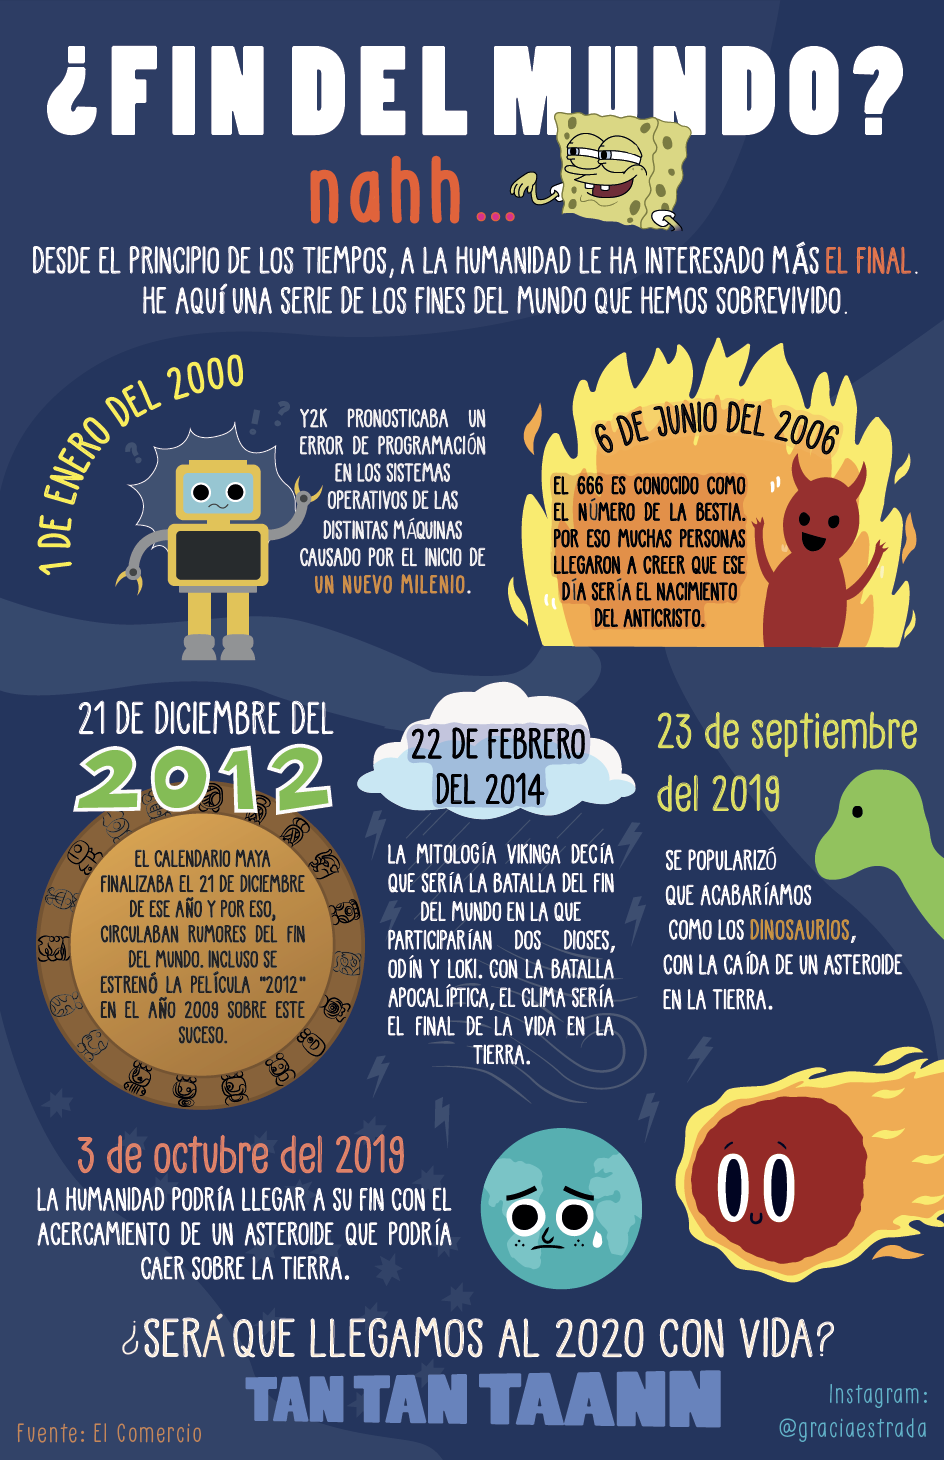 ¿FIN DEL MUNDO?
nahh...
DESDE EL PRINCIPIO DE LOS TIEMPOS, A LA HUMANIDAD LE HA INTERESADO MÁS EL FINAL.
HE AQUÍ UNA SERIE DE LOS FINES DEL MUNDO QUE HEMOS SOBREVIVIDO.
1 DE ENERO DEL 2000
Y2K PRONOSTICABA UN
ERROR DE PROGRAMACIÓN
EN LOS SISTEMAS
OPERATIVOS DE LAS
DISTINTAS MÁQUINAS
CAUSADO POR EL INICIO DE
UN NUEVO MILENIO.
? ! ?
6 DE JUNIO DEL 2006
EL 666 ES CONOCIDO COMO
EL NÚMERO DE LA BESTIA.
POR ESO MUCHAS PERSONAS
LLEGARON A CREER QUE ESE
DÍA SERÍA EL NACIMIENTO
DEL ANTICRISTO.
21 DE DICIEMBRE DEL
2012
EL CALENDARIO MAYA
FINALIZABA EL 21 DE DICIEMBRE
DE ESE AÑO Y POR ESO,
CIRCULABAN RUMORES DEL FIN
DEL MUNDO. INCLUSO SE
ESTRENÓ LA PELÍCULA "2012"
EN EL AÑO 2009 SOBRE ESTE
SUCESO.
22 DE FEBRERO
DEL 2014
LA MITOLOGÍA VIKINGA DECÍA
QUE SERÍA LA BATALLA DEL FIN
DEL MUNDO EN LA QUE
PARTICIPARÍAN DOS DIOSES,
ODÍN Y LOKI. CON LA BATALLA
APOCALÍPTICA, EL CLIMA SERÍA
EL FINAL DE LA VIDA EN LA
TIERRA.
23 de septiembre
del 2019
SE POPULARIZÓ
QUE ACABARÍAMOS
COMO LOS DINOSAURIOS,
CON LA CAÍDA DE UN ASTEROIDE
EN LA TIERRA.
3 de octubre del 2019
LA HUMANIDAD PODRÍA LLEGAR A SU FIN CON EL
ACERCAMIENTO DE UN ASTEROIDE QUE PODRÍA
CAER SOBRE LA TIERRA.
¿SERÁ QUE LLEGAMOS AL 2020 CON VIDA?
TAN TAN TAANN
Instagram:
@graciaestrada
Fuente: El Comercio